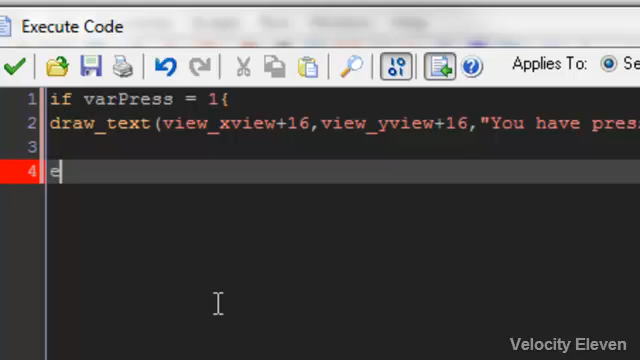 Execute Code
Applies To: Se
1 if varPress = 1{
2 draw_text(view_xview+16,view_yview+16,"You have pres
3
4 e
Velocity Eleven